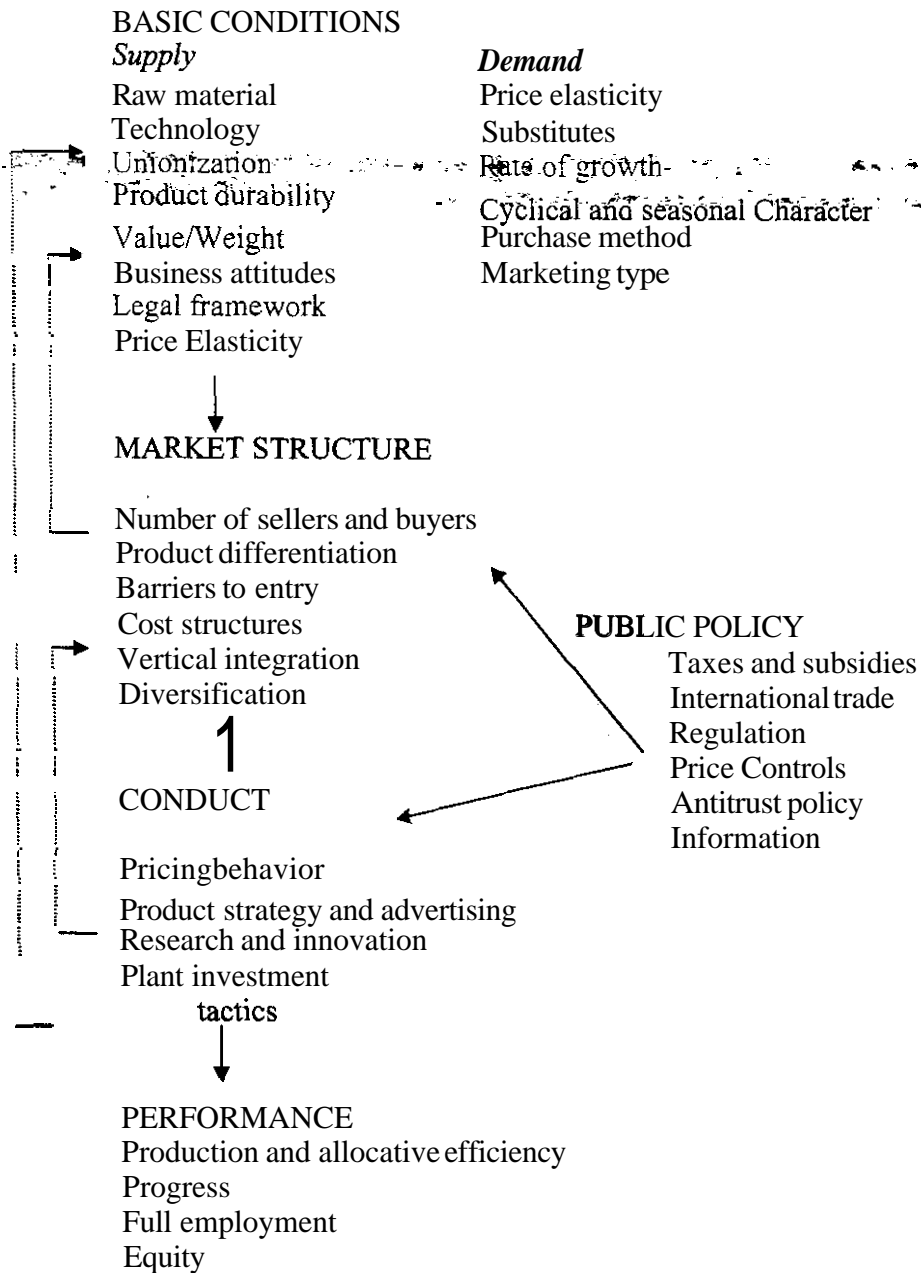 BASIC CONDITIONS
Supply
Raw material
Technology
Unionization
Product durability
Value/Weight
Business attitudes
Legal framework
Price Elasticity
Demand
Price elasticity
Substitutes
Rate of growth-
Cyclical and seasonal Character
Purchase method
Marketing type
MARKET STRUCTURE
Number of sellers and buyers
Product differentiation
Barriers to entry
Cost structures
Vertical integration
Diversification
1
CONDUCT
Pricingbehavior
Product strategy and advertising
Research and innovation
Plant investment
tactics
PUBLIC POLICY
Taxes and subsidies
International trade
Regulation
Price Controls
Antitrust policy
Information
PERFORMANCE
Production and allocative efficiency
Progress
Full employment
Equity